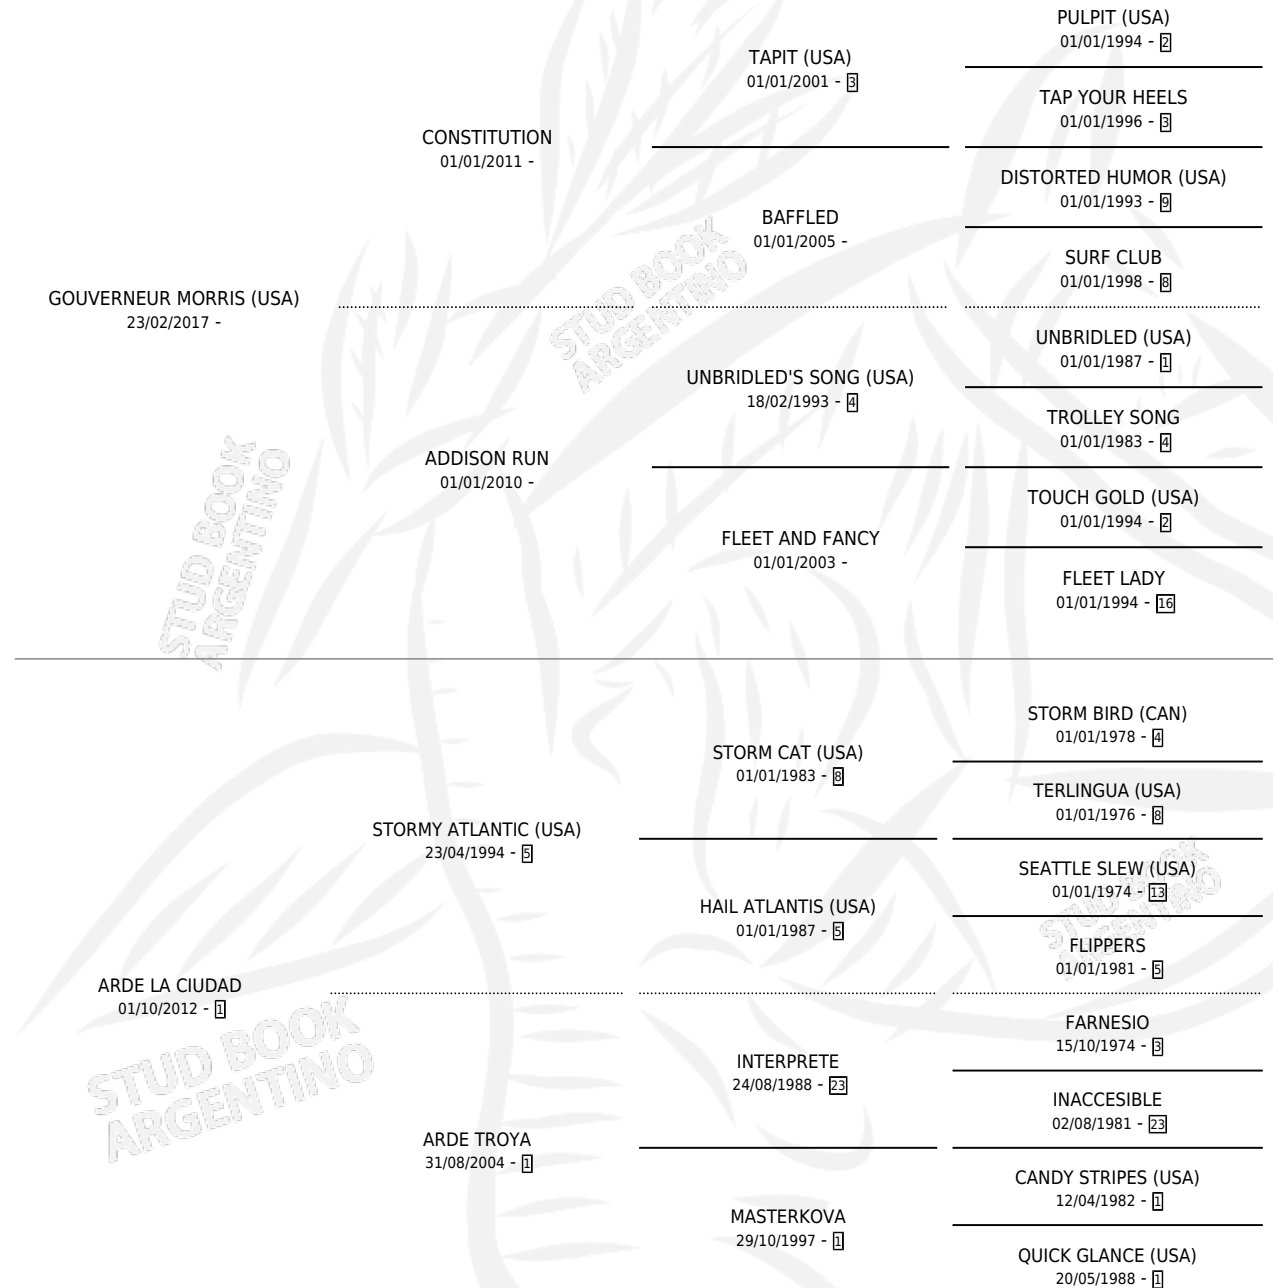 PULPIT (USA)
01/01/1994 - 2
TAPIT (USA)
01/01/2001 - 3
TAP YOUR HEELS
01/01/1996 - 3
CONSTITUTION
01/01/2011 -
DISTORTED HUMOR (USA)
01/01/1993 - 9
BAFFLED
01/01/2005 -
SURF CLUB
01/01/1998 - 8
GOUVERNEUR MORRIS (USA)
23/02/2017 -
UNBRIDLED (USA)
01/01/1987 - 1
UNBRIDLED'S SONG (USA)
18/02/1993 - 4
TROLLEY SONG
01/01/1983 - 4
ADDISON RUN
01/01/2010 -
TOUCH GOLD (USA)
01/01/1994 - 2
FLEET AND FANCY
01/01/2003 -
FLEET LADY
01/01/1994 - 16
STORM BIRD (CAN)
01/01/1978 - 4
STORM CAT (USA)
01/01/1983 - 8
TERLINGUA (USA)
01/01/1976 - 8
STORMY ATLANTIC (USA)
23/04/1994 - 5
SEATTLE SLEW (USA)
01/01/1974 - 13
HAIL ATLANTIS (USA)
01/01/1987 - 5
FLIPPERS
01/01/1981 - 5
ARDE LA CIUDAD
01/10/2012 - 1
FARNESIO
15/10/1974 - 3
INTERPRETE
24/08/1988 - 23
INACCESIBLE
02/08/1981 - 23
ARDE TROYA
31/08/2004 - 1
CANDY STRIPES (USA)
12/04/1982 - 1
MASTERKOVA
29/10/1997 - 1
QUICK GLANCE (USA)
20/05/1988 - 1
STUD BOOK
ARGENTINO
STUD BOOK
ARGENTINO
STUD BOOK
ARGENTINO
STUD BOOK
ARGENTINO